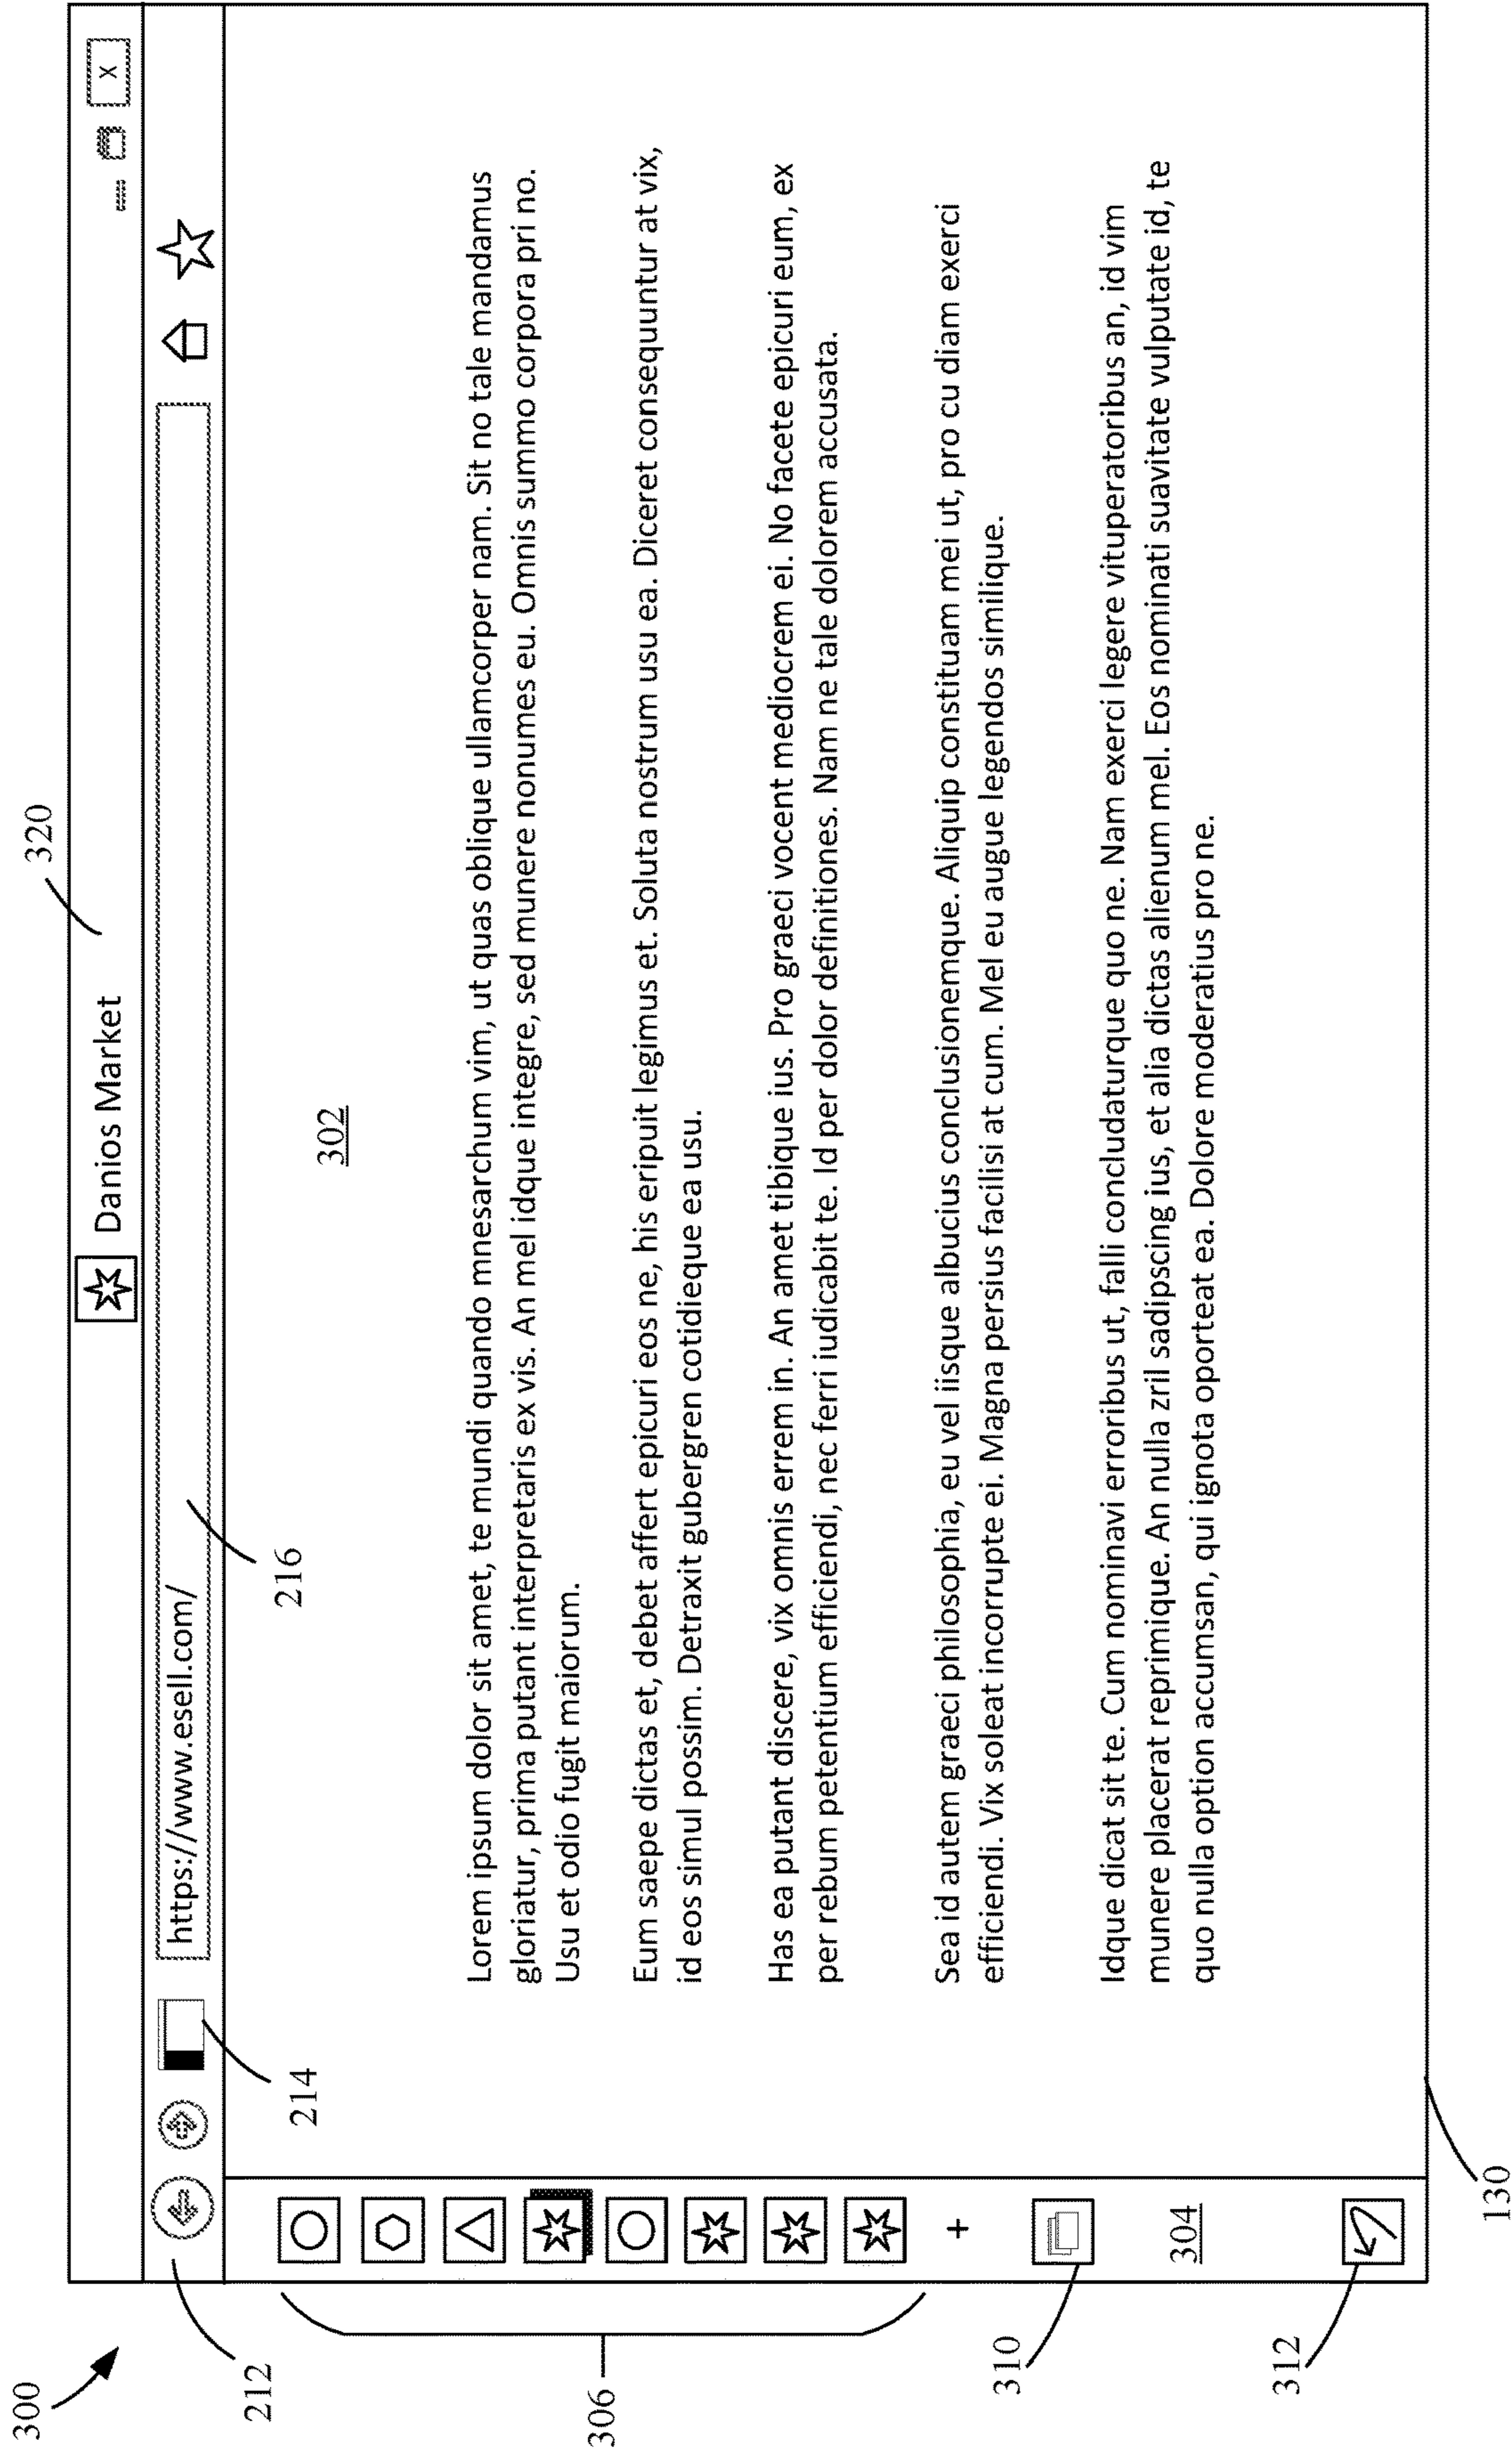 300
320
Danios Market
x
212
214
https://www.esell.com/
216
302
Lorem ipsum dolor sit amet, te mundi quando mnesarchum vim, ut quas oblique ullamcorper nam. Sit no tale mandamus
gloriatur, prima putant interpretaris ex vis. An mel idque integre, sed munere nonumes eu. Omnis summo corpora pri no.
Usu et odio fugit maiorum.
Eum saepe dictas et, debet affert epicuri eos ne, his eripuit legimus et. Soluta nostrum usu ea. Diceret consequuntur at vix,
id eos simul possim. Detraxit gubergren cotidieque ea usu.
Has ea putant discere, vix omnis errem in. An amet tibique ius. Pro graeci vocent mediocrem ei. No facete epicuri eum, ex
per rebum petentium efficiendi, nec ferri iudicabit te. Id per dolor definitiones. Nam ne tale dolorem accusata.
Sea id autem graeci philosophia, eu vel iisque albucius conclusionemque. Aliquip constituam mei ut, pro cu diam exerci
efficiendi. Vix soleat incorrupte ei. Magna persius facilisi at cum. Mel eu augue legendos similique.
Idque dicat sit te. Cum nominavi erroribus ut, falli concludaturque quo ne. Nam exerci legere vituperatoribus an, id vim
munere placerat reprimique. An nulla zril sadipscing ius, et alia dictas alienum mel. Eos nominati suavitate vulputate id, te
quo nulla option accumsan, qui ignota oporteat ea. Dolore moderatius pro ne.
306
+
310
304
312
130